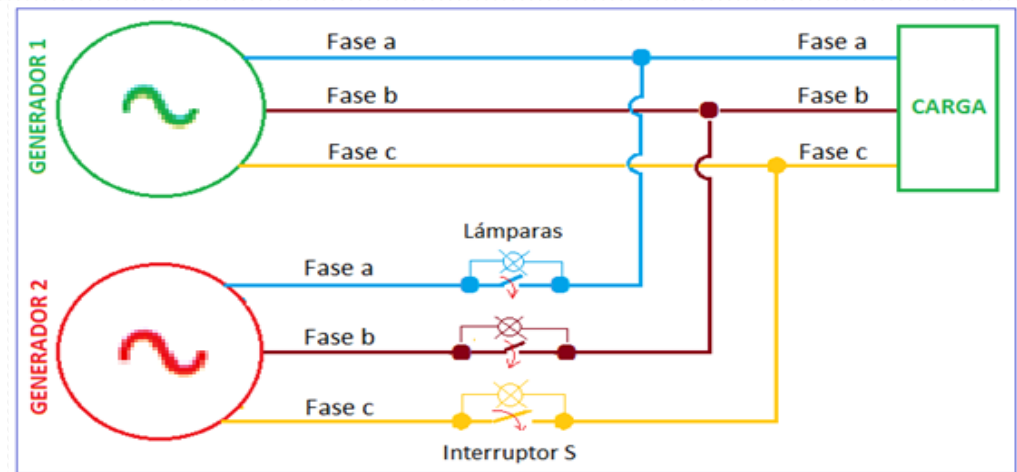 GENERADOR 1
Fase a
Fase a
Fase b
Fase b
CARGA
Fase c
Fase c
Lámparas
GENERADOR 2
Fase a
Fase b
Fase c
Interruptor S